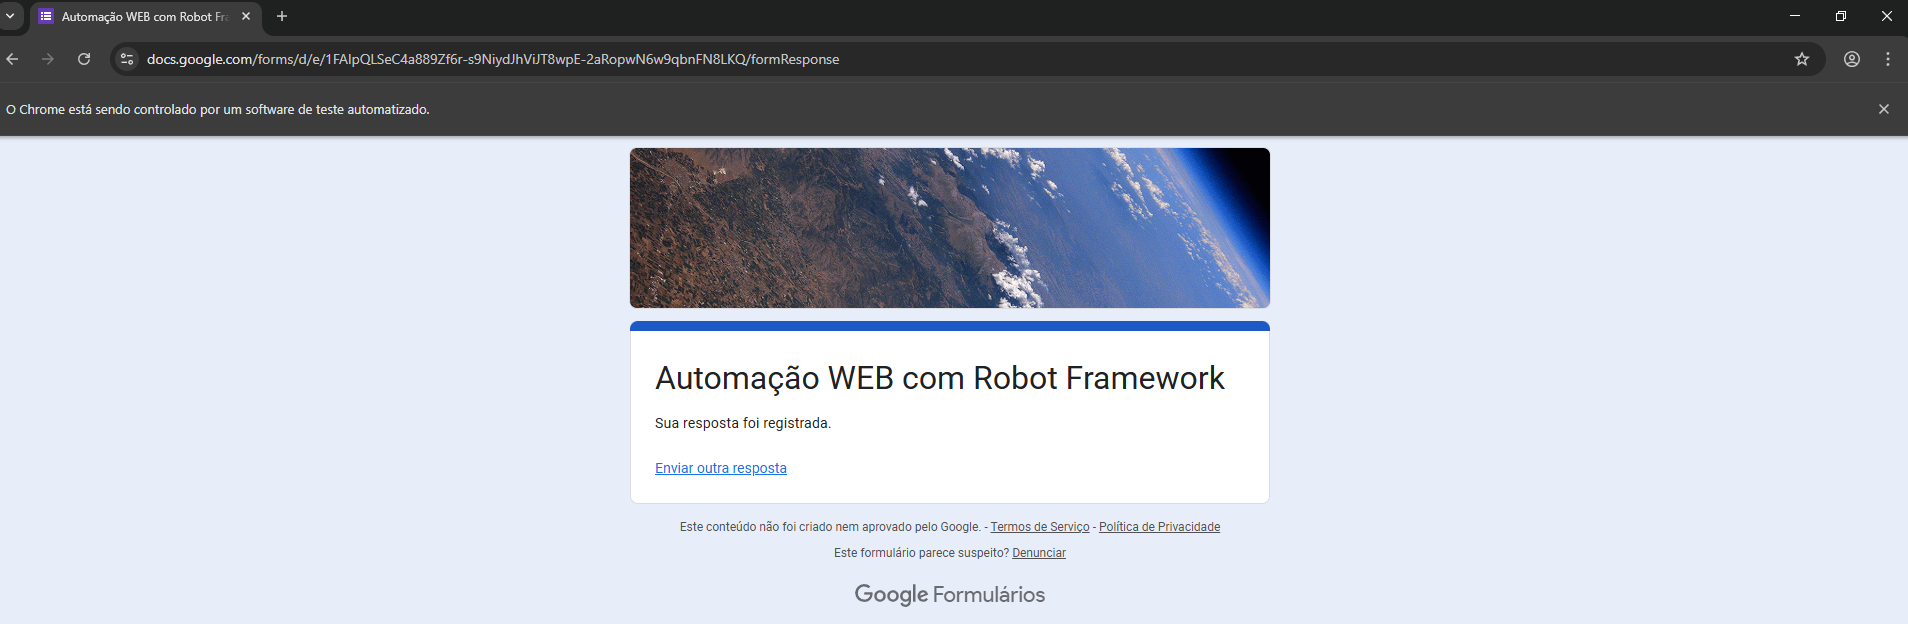 Automação WEB com Robot Fra
docs.google.com/forms/d/e/1FAIpQLSeC4a889Zf6r-s9NiydJhViJT8wpE-2aRopwN6w9qbnFN8LKQ/formResponse
O Chrome está sendo controlado por um software de teste automatizado.
Automação WEB com Robot Framework
Sua resposta foi registrada.
Enviar outra resposta
Este conteúdo não foi criado nem aprovado pelo Google. - Termos de Serviço - Política de Privacidade
Este formulário parece suspeito? Denunciar
Google Formulários